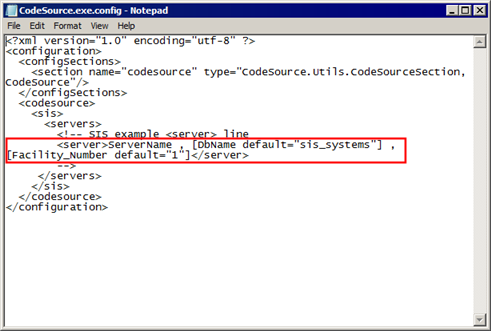 CodeSource.exe.config - Notepad
File Edit Format View Help
<?xml version="1.0" encoding="utf-8" ?>
<configuration>
<configSections>
<section name="codesource" type="CodeSource.Utils.CodeSourceSection,
CodeSource"/>
</configSections>
<codesource>
<sis>
<servers>
<!-- SIS example <server> line
<server>ServerName , [DbName default="sis_systems"] ,
[Facility_Number default="1"]</server>
-->
</servers>
</sis>
</codesource>
</configuration>